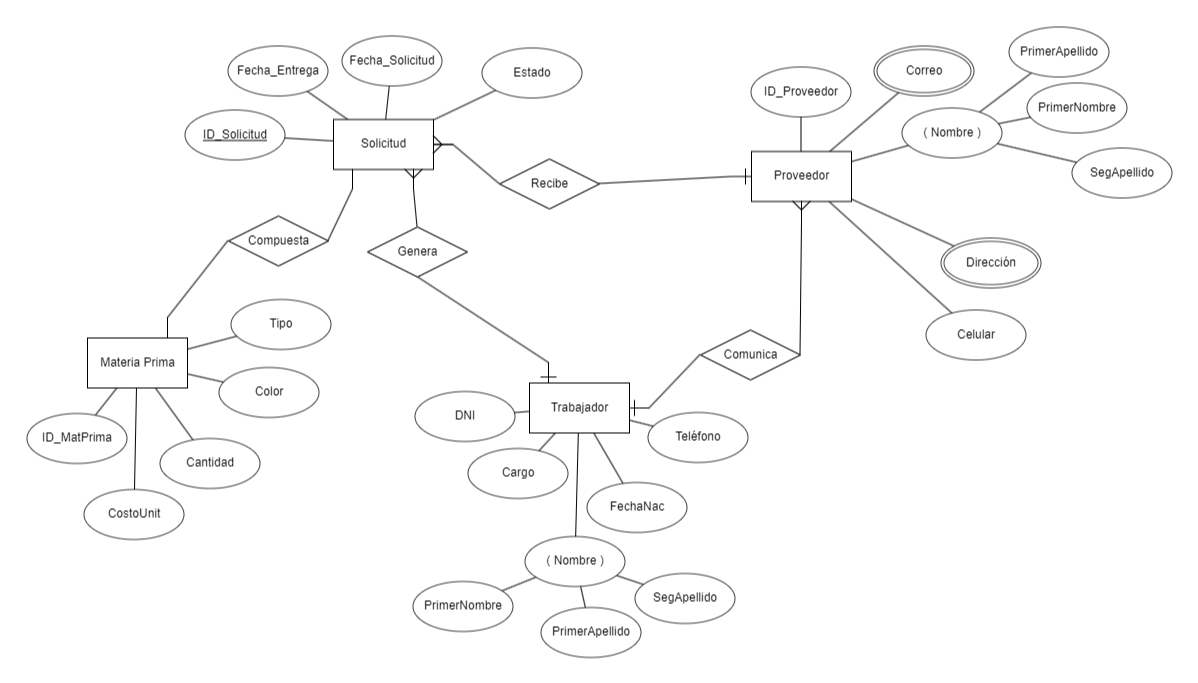 PrimerApellido
Fecha_Solicitud
Fecha_Entrega
Estado
Correo
ID_Proveedor
PrimerNombre
ID_Solicitud
( Nombre )
Solicitud
SegApellido
Proveedor
Recibe
Compuesta
Genera
Dirección
Tipo
Celular
Comunica
Materia Prima
Color
Trabajador
DNI
Teléfono
ID_MatPrima
Cantidad
Cargo
FechaNac
CostoUnit
( Nombre )
SegApellido
PrimerNombre
PrimerApellido